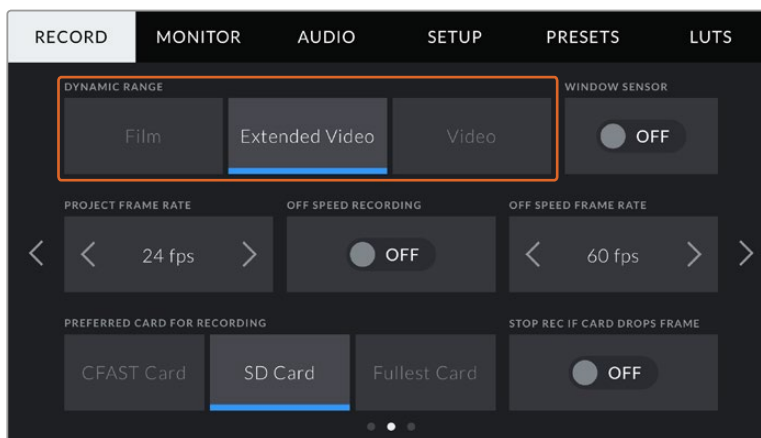 RECORD MONITOR AUDIO SETUP PRESETS LUTS
DYNAMIC RANGE WINDOW SENSOR
Film Extended Video Video OFF
PROJECT FRAME RATE OFF SPEED RECORDING OFF SPEED FRAME RATE
24 fps OFF 60 fps
PREFERRED CARD FOR RECORDING STOP REC IF CARD DROPS FRAME
CFAST Card SD Card Fullest Card OFF